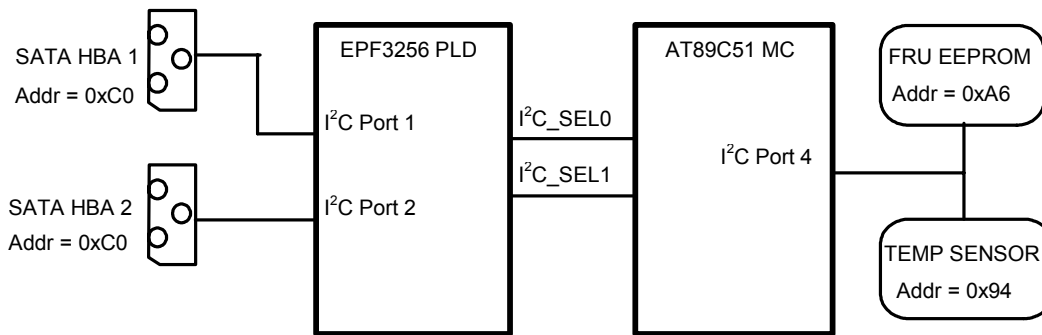 SATA HBA 1
Addr = 0xC0
SATA HBA 2
Addr = 0xC0
EPF3256 PLD
I²C Port 1
I²C Port 2
I²C_SEL0
I²C_SEL1
AT89C51 MC
I²C Port 4
FRU EEPROM
Addr = 0xA6
TEMP SENSOR
Addr = 0x94